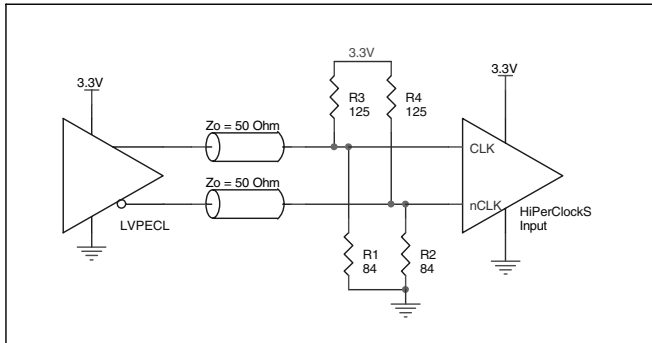 3.3V
3.3V
3.3V
R3
125
R4
125
Zo = 50 Ohm
CLK
Zo = 50 Ohm
nCLK
LVPECL
HiPerClockS
Input
R1
84
R2
84